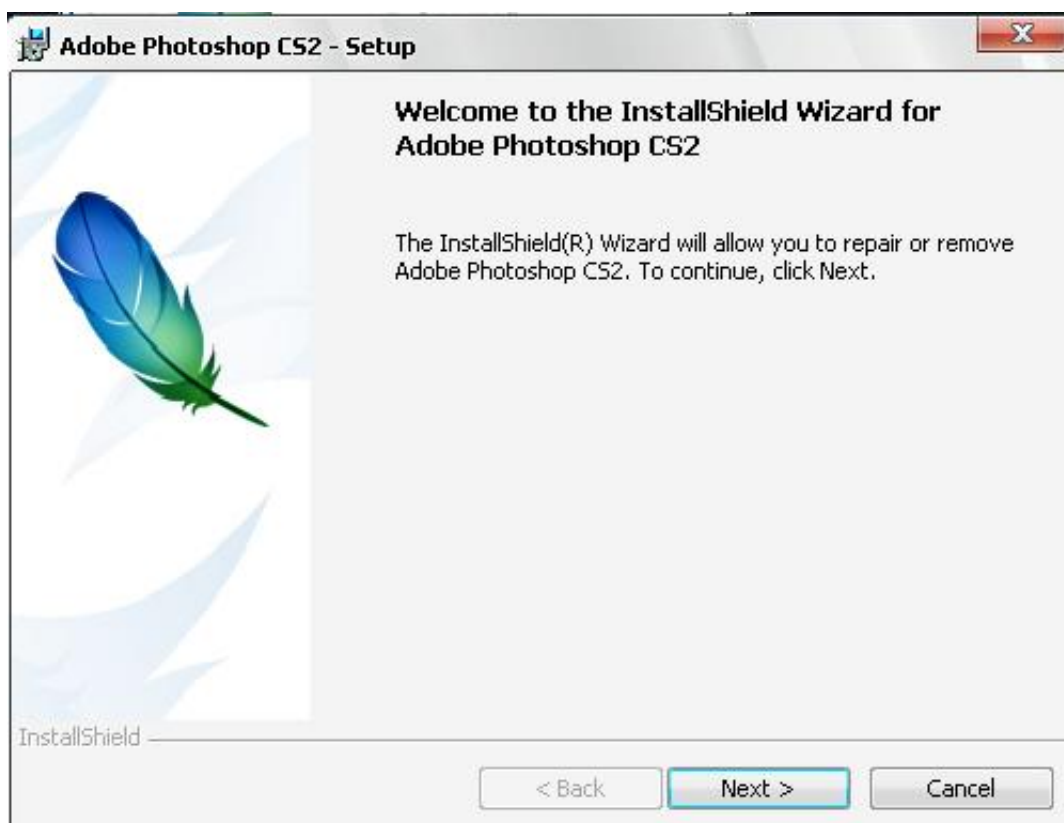 Adobe Photoshop CS2 - Setup
Welcome to the InstallShield Wizard for
Adobe Photoshop CS2
The InstallShield(R) Wizard will allow you to repair or remove
Adobe Photoshop CS2. To continue, click Next.
InstallShield
< Back Next > Cancel